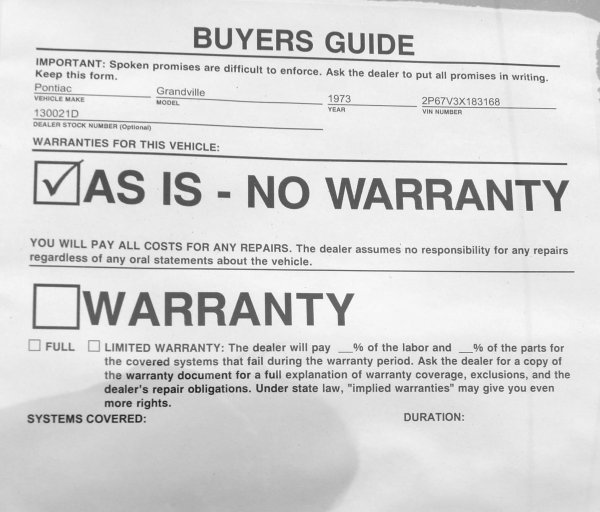 BUYERS GUIDE
IMPORTANT: Spoken promises are difficult to enforce. Ask the dealer to put all promises in writing.
Keep this form.
Pontiac Grandville 1973 2P67V3X183168
VEHICLE MAKE MODEL YEAR VIN NUMBER
130021D
DEALER STOCK NUMBER (Optional)
WARRANTIES FOR THIS VEHICLE:
AS IS - NO WARRANTY
YOU WILL PAY ALL COSTS FOR ANY REPAIRS. The dealer assumes no responsibility for any repairs
regardless of any oral statements about the vehicle.
WARRANTY
FULL LIMITED WARRANTY: The dealer will pay __% of the labor and __% of the parts for
the covered systems that fail during the warranty period. Ask the dealer for a copy of
the warranty document for a full explanation of warranty coverage, exclusions, and the
dealer's repair obligations. Under state law, "implied warranties" may give you even
more rights.
SYSTEMS COVERED: DURATION: